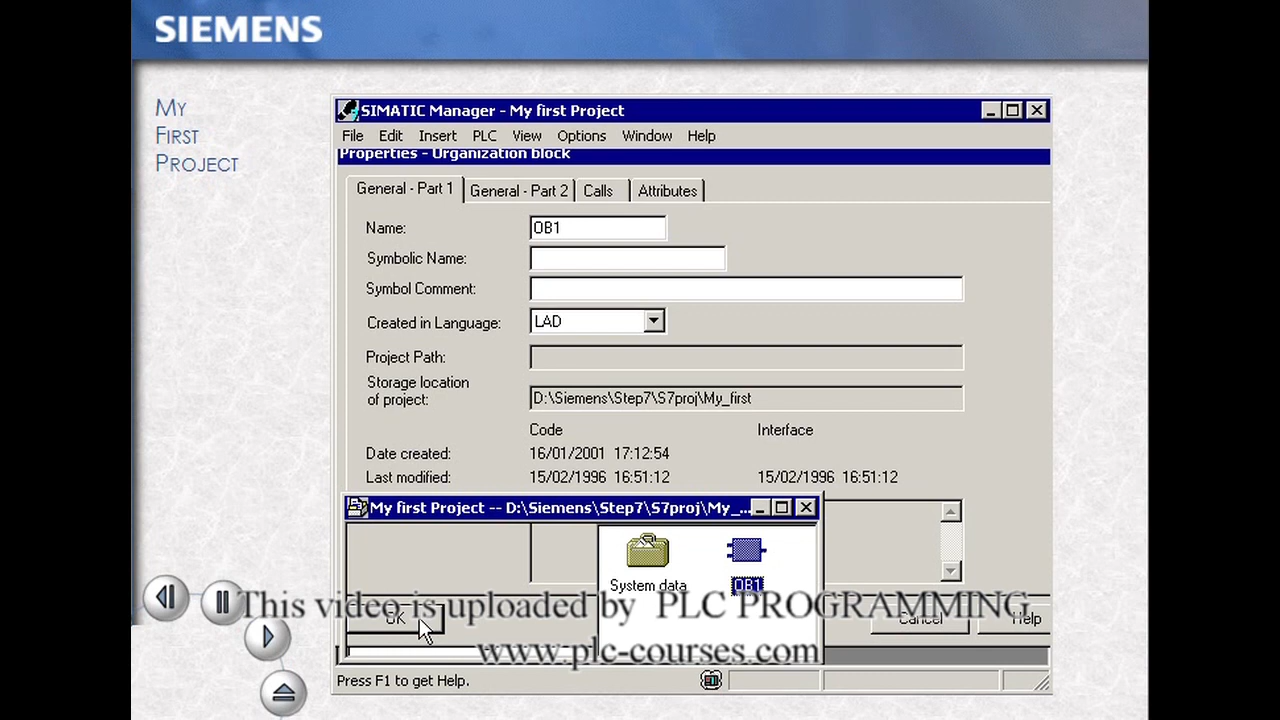 SIEMENS
My
First
Project
SIMATIC Manager - My first Project
File Edit Insert PLC View Options Window Help
Properties - Organization block
General - Part 1 General - Part 2 Calls Attributes
Name: OB1
Symbolic Name:
Symbol Comment:
Created in Language: LAD
Project Path:
Storage location
of project: D:\Siemens\Step7\S7proj\My_first
Code Interface
Date created: 16/01/2001 17:12:54
Last modified: 15/02/1996 16:51:12 15/02/1996 16:51:12
My first Project -- D:\Siemens\Step7\S7proj\My_...
System data OB1
This video is uploaded by PLC PROGRAMMING
OK Cancel Help
www.plc-courses.com
Press F1 to get Help.